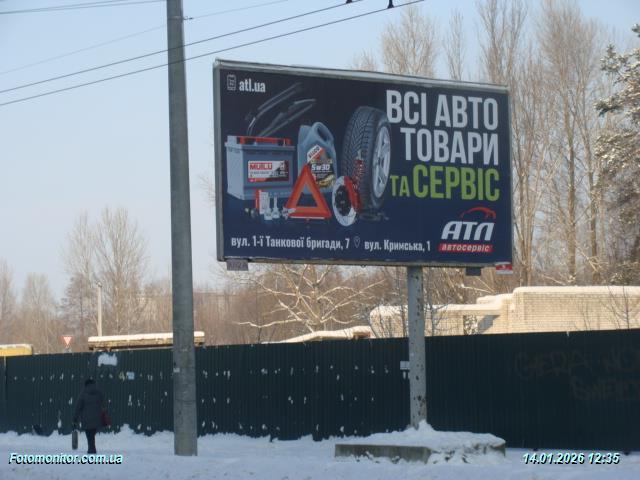 atl.ua
ВСІ АВТО
ТОВАРИ
ТА СЕРВІС
MUTLU
5W30
АТЛ
автосервіс
вул. 1-ї Танкової бригади, 7 вул. Кримська, 1
Fotomonitor.com.ua
14.01.2026 12:35